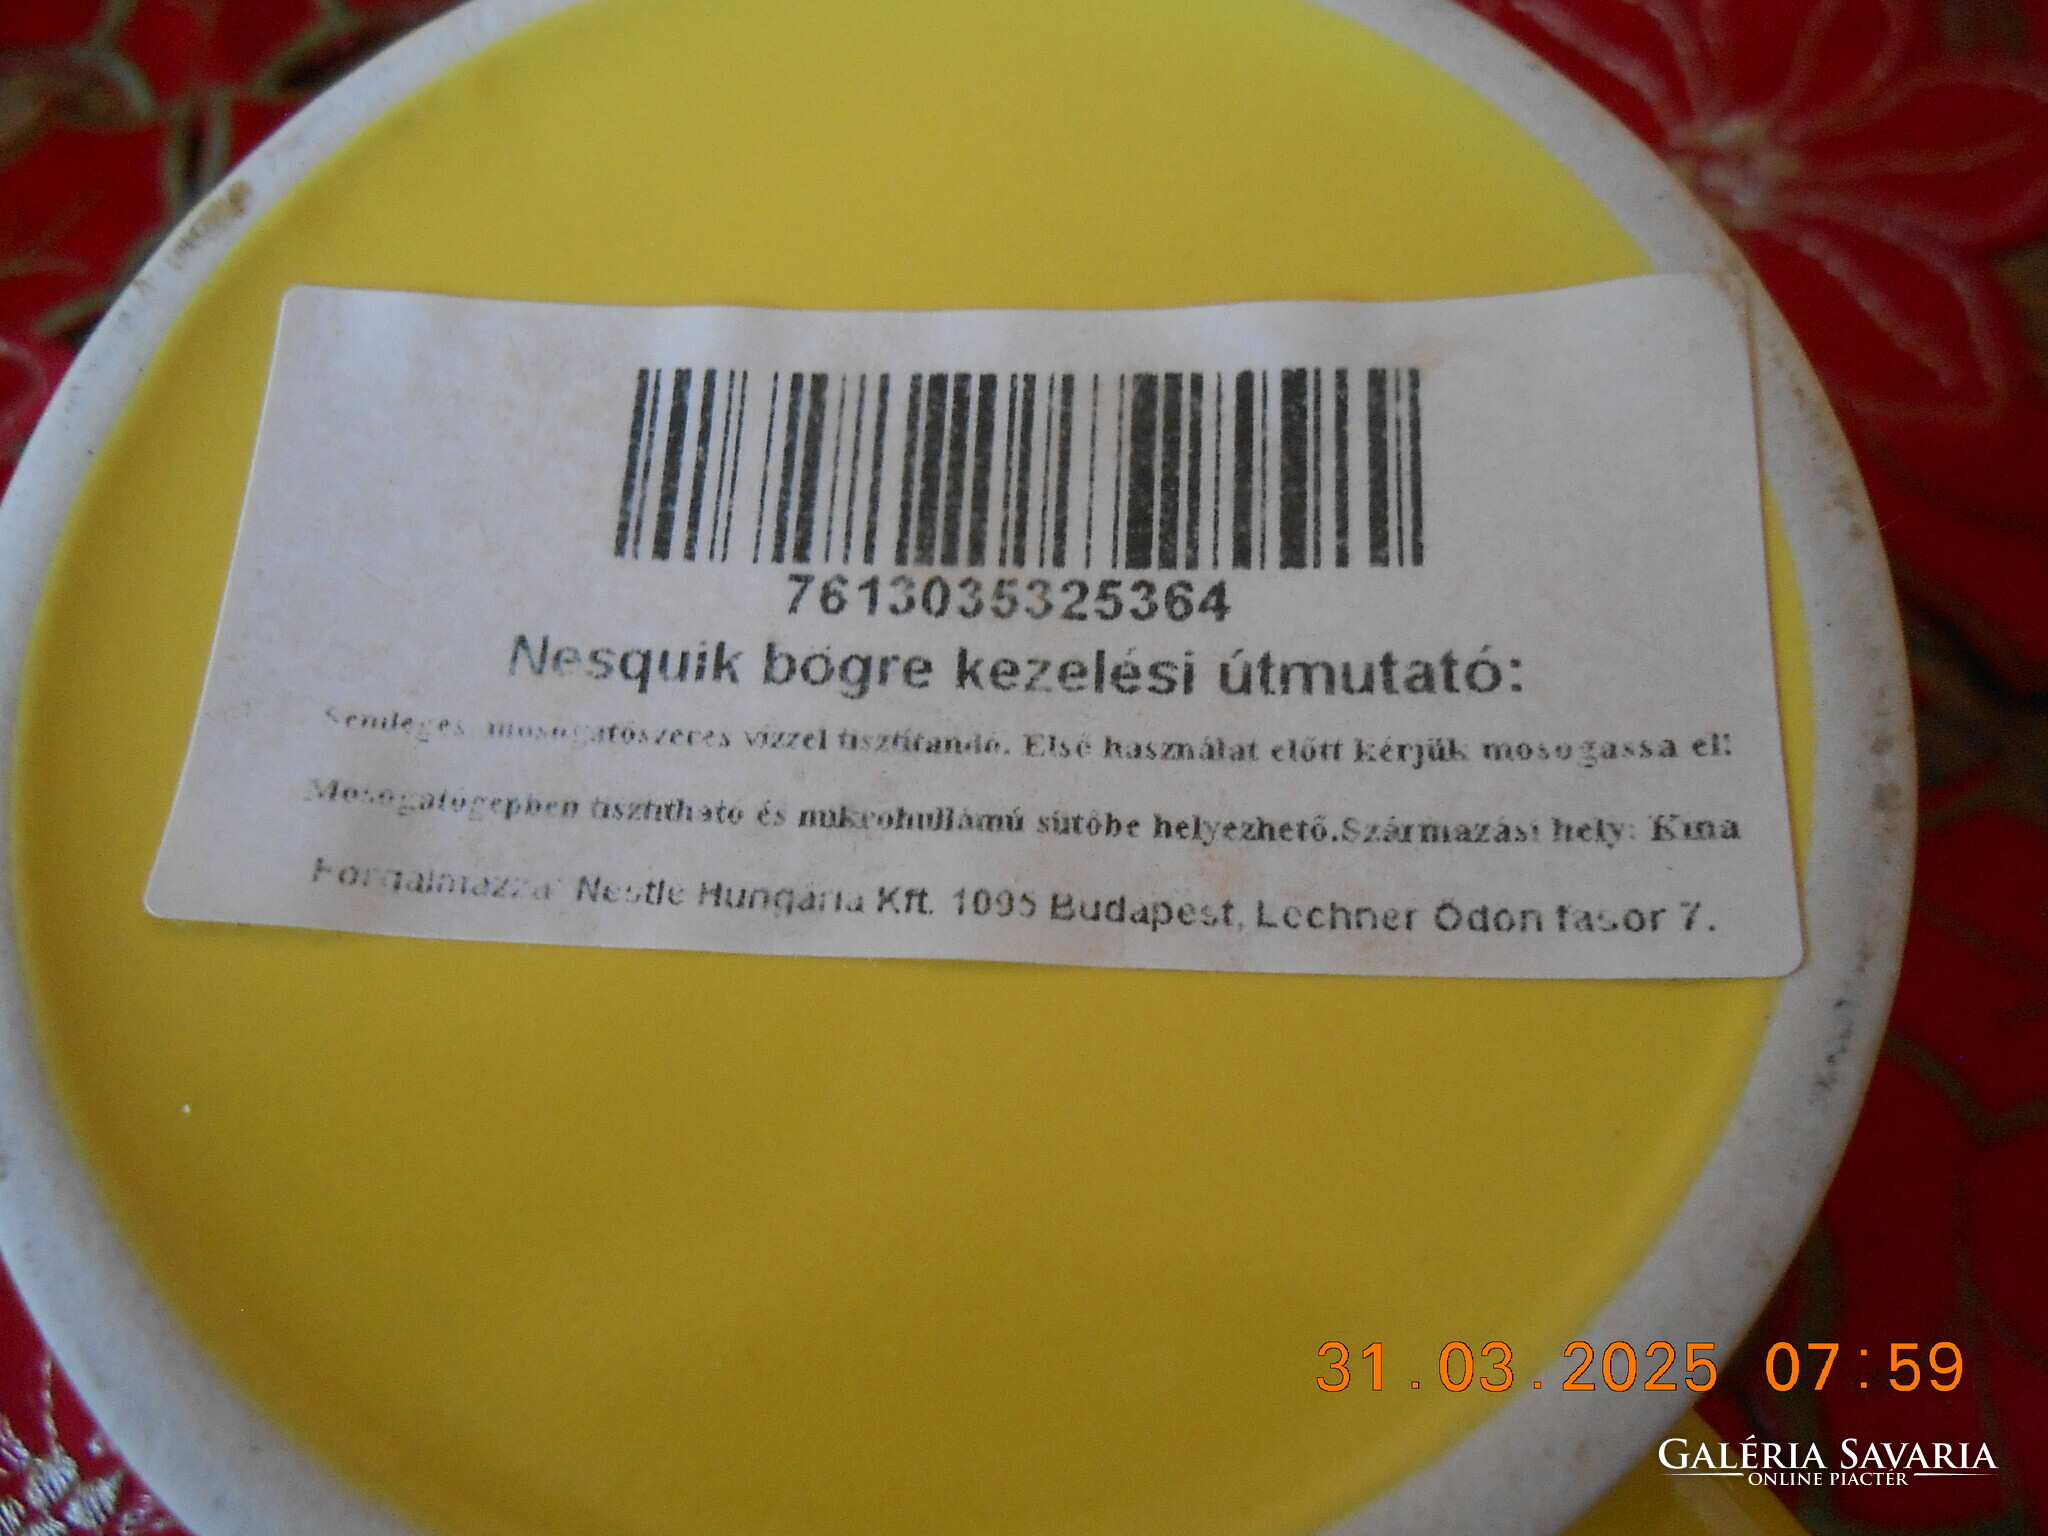 7613035325364
Nesquik bögre kezelési útmutató:
mosogatószeres vízzel tisztítandó. Első használat előtt kérjük mosogassa el!
Mosogatógépben tisztítható és mikrohullámú sütőbe helyezhető.Származási hely: Kína
Forgalmazza: Nestlé Hungária Kft. 1095 Budapest, Lechner Ödön fasor 7.
31.03.2025 07:59
GALÉRIA SAVARIA
ONLINE PIACTÉR